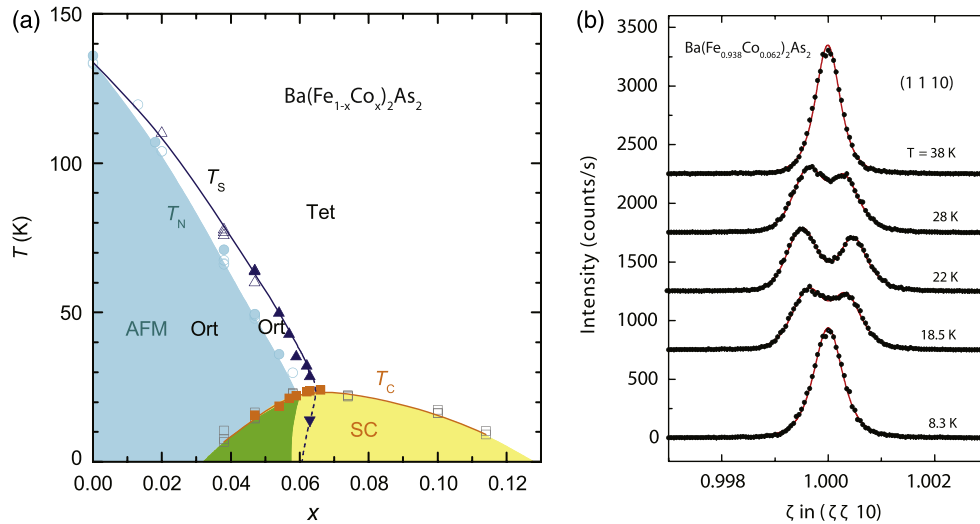 (a)
150
100
50
0
T (K)
0.00 0.02 0.04 0.06 0.08 0.10 0.12
x
Ba(Fe1-xCox)2As2
TS
TN
Tet
AFM
Ort
Ort
TC
SC
(b)
3500
3000
2500
2000
1500
1000
500
0
Intensity (counts/s)
Ba(Fe0.938Co0.062)2As2
(1 1 10)
T = 38 K
28 K
22 K
18.5 K
8.3 K
0.998 1.000 1.002
ζ in (ζ ζ 10)